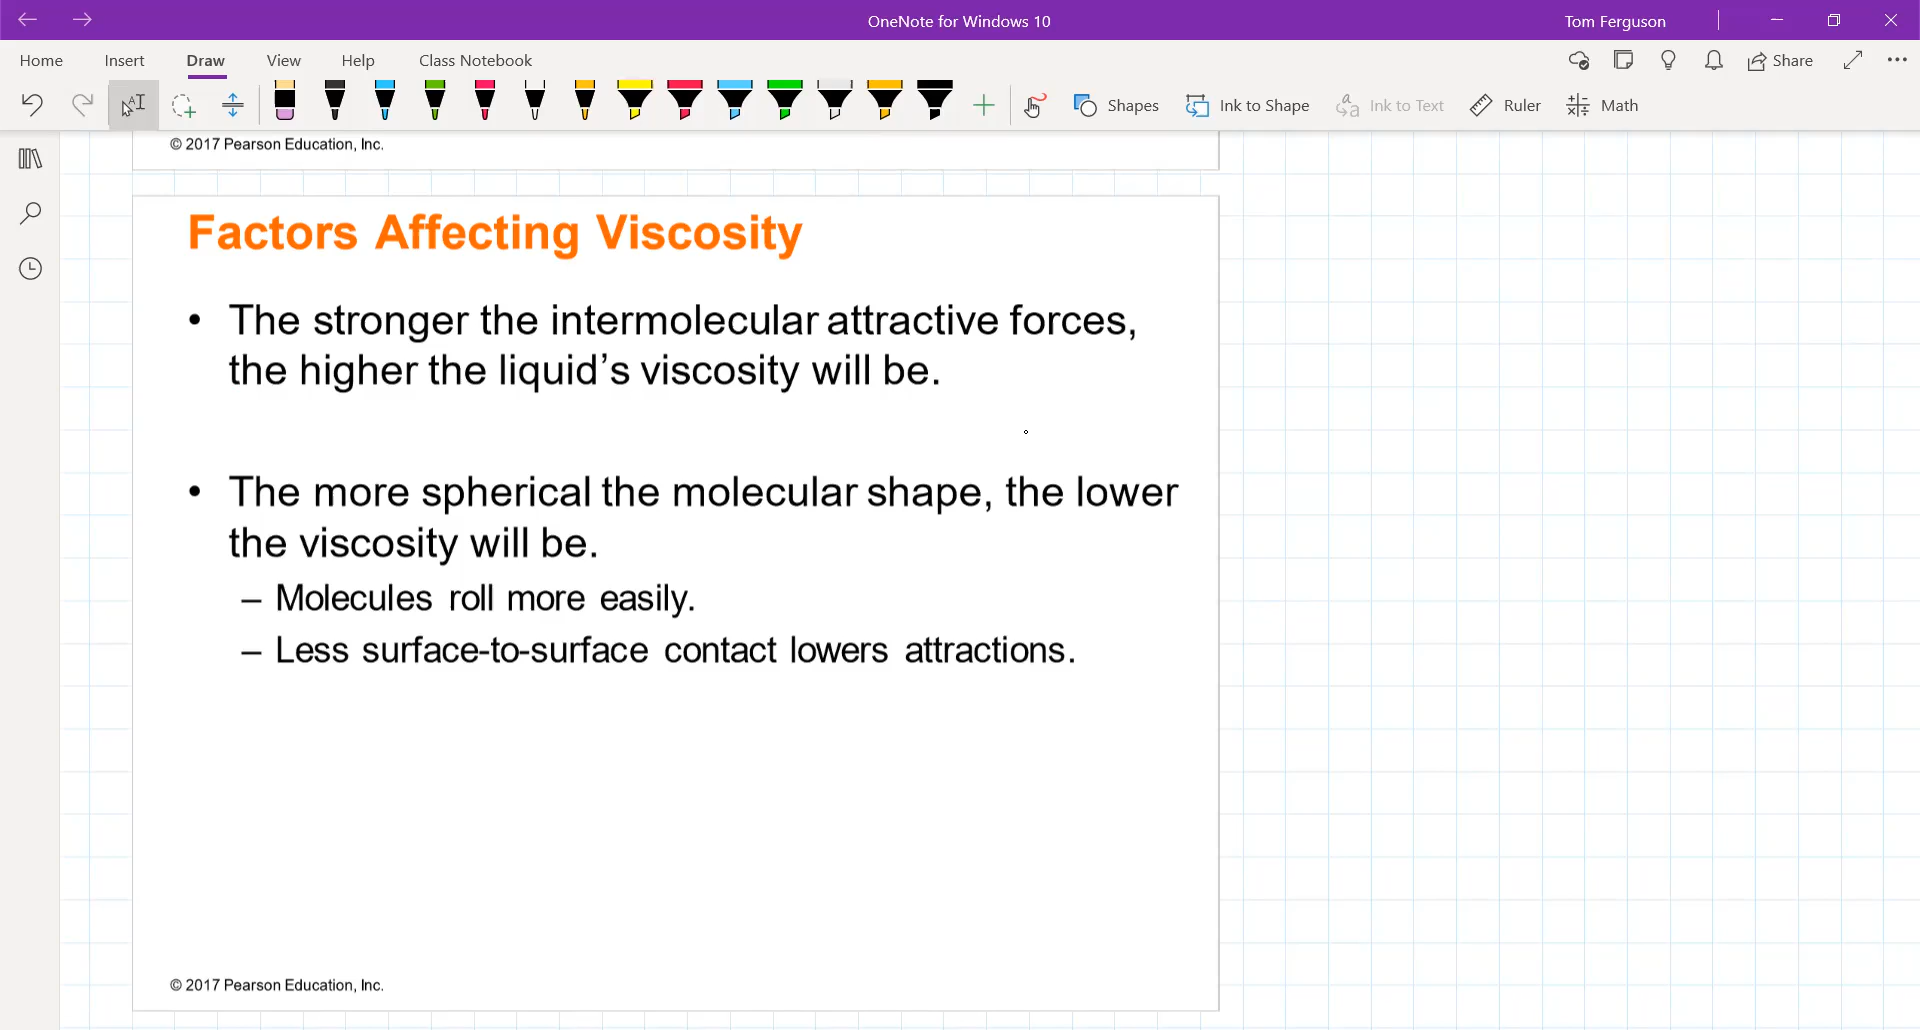 OneNote for Windows 10
Tom Ferguson
Home Insert Draw View Help Class Notebook
Share
Shapes Ink to Shape Ink to Text Ruler Math
© 2017 Pearson Education, Inc.
Factors Affecting Viscosity
• The stronger the intermolecular attractive forces,
the higher the liquid’s viscosity will be.
• The more spherical the molecular shape, the lower
the viscosity will be.
– Molecules roll more easily.
– Less surface-to-surface contact lowers attractions.
© 2017 Pearson Education, Inc.